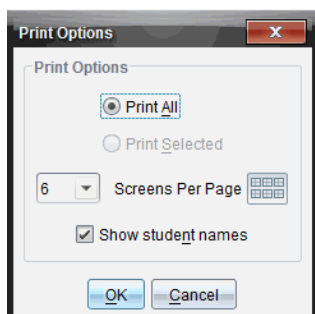 Print Options
Print Options
Print All
Print Selected
6 Screens Per Page
Show student names
OK Cancel